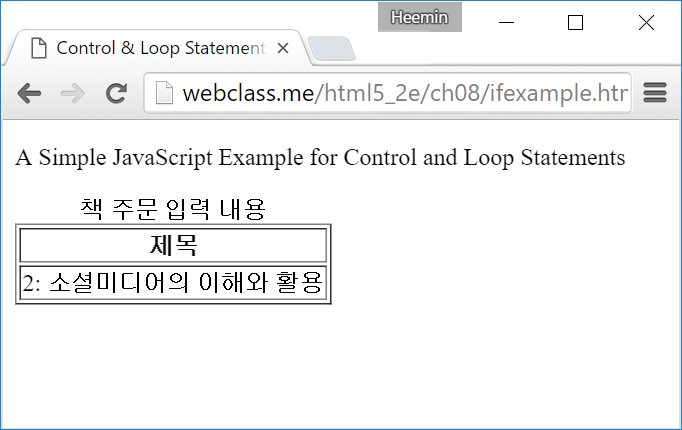 Heemin
Control & Loop Statement
webclass.me/html5_2e/ch08/ifexample.htm
A Simple JavaScript Example for Control and Loop Statements
책 주문 입력 내용
제목
2: 소셜미디어의 이해와 활용